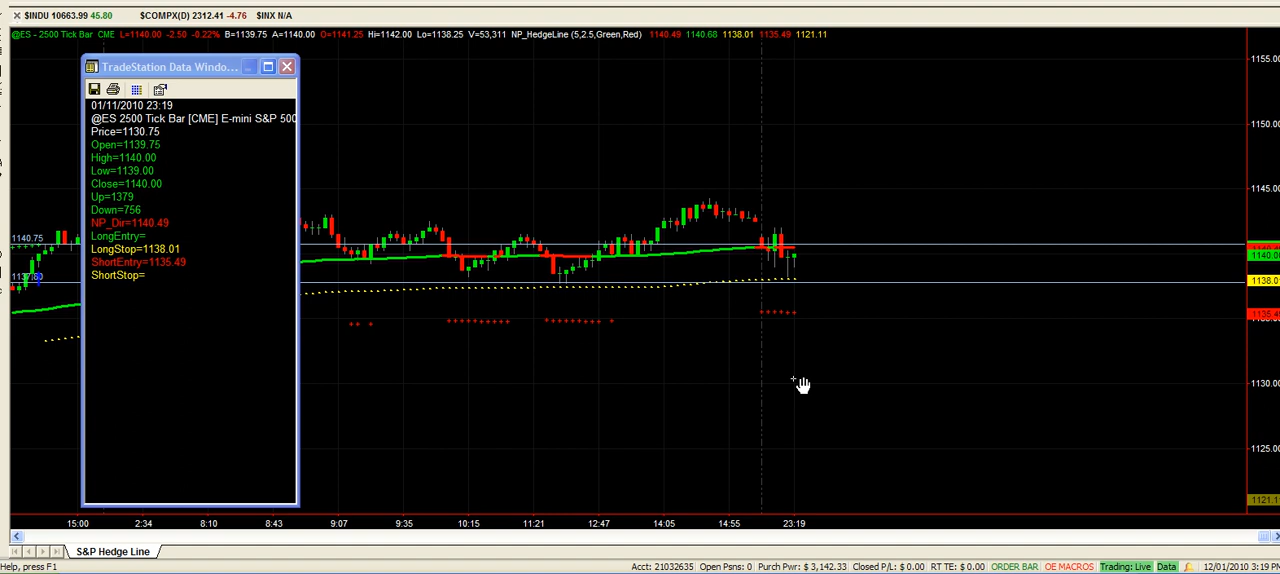 $INDU 10663.99 45.80 $COMPX(D) 2312.41 -4.76 $INX N/A
@ES - 2500 Tick Bar CME L=1140.00 -2.50 -0.22% B=1139.75 A=1140.00 O=1141.25 Hi=1142.00 Lo=1138.25 V=53,311 NP_HedgeLine (5,2.5,Green,Red) 1140.49 1140.68 1138.01 1135.49 1121.11
TradeStation Data Windo...
01/11/2010 23:19
@ES 2500 Tick Bar [CME] E-mini S&P 500
Price=1130.75
Open=1139.75
High=1140.00
Low=1139.00
Close=1140.00
Up=1379
Down=756
NP_Dir=1140.49
LongEntry=
LongStop=1138.01
ShortEntry=1135.49
ShortStop=
1140.75
1155.00
1150.00
1145.00
1140.00
1138.01
1135.49
1130.00
1125.00
1121.11
15:00 2:34 8:10 8:43 9:07 9:35 10:15 11:21 12:47 14:05 14:55 23:19
S&P Hedge Line
Help, press F1
Acct: 21032635 Open Psns: 0 Purch Pwr: $ 3,142.33 Closed P/L: $ 0.00 RT TE: $ 0.00 ORDER BAR OE MACROS Trading: Live Data 12/01/2010 3:19 PM